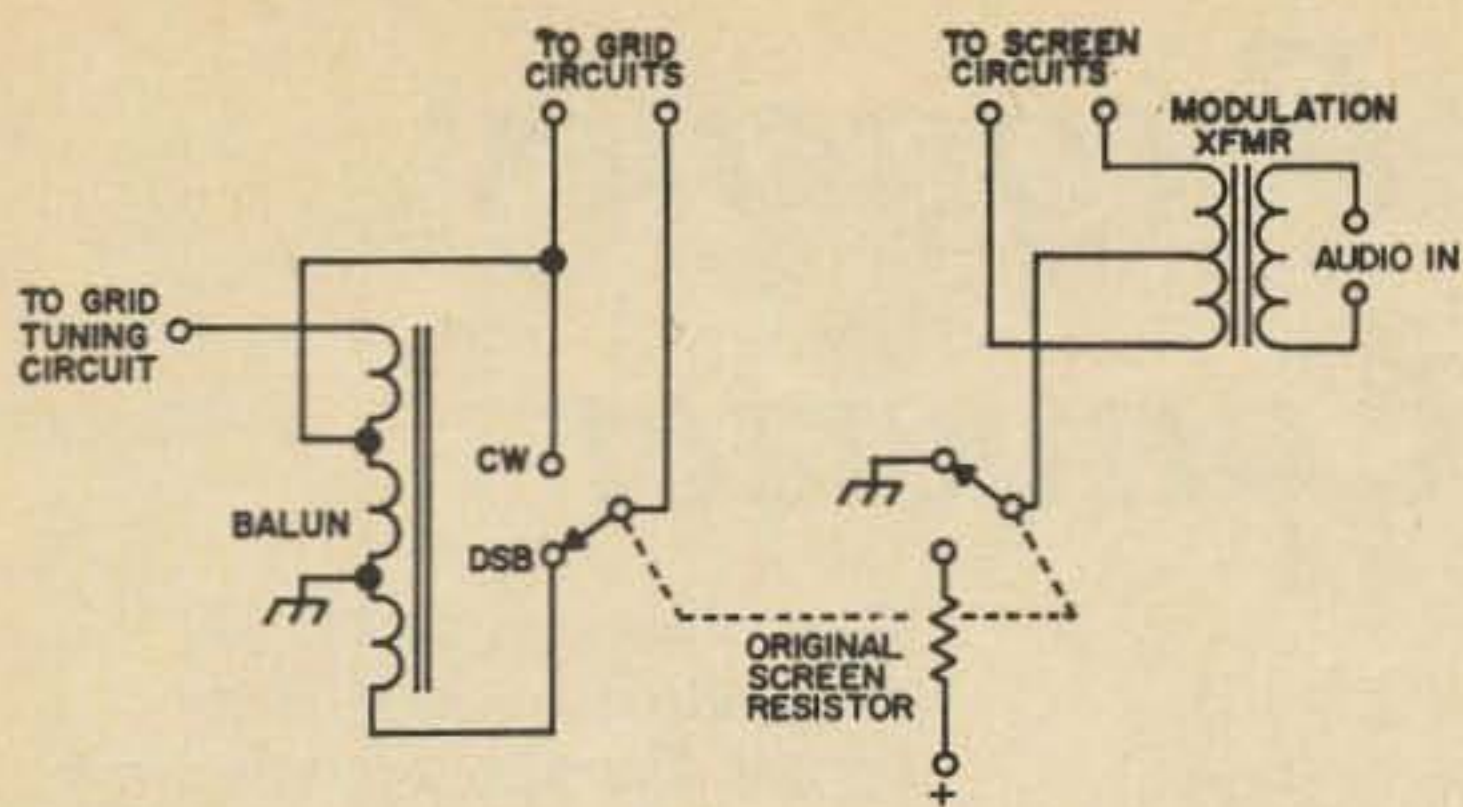 TO GRID
CIRCUITS
TO SCREEN
CIRCUITS
MODULATION
XFMR
AUDIO IN
TO GRID
TUNING
CIRCUIT
CW
BALUN
DSB
ORIGINAL
SCREEN
RESISTOR
+